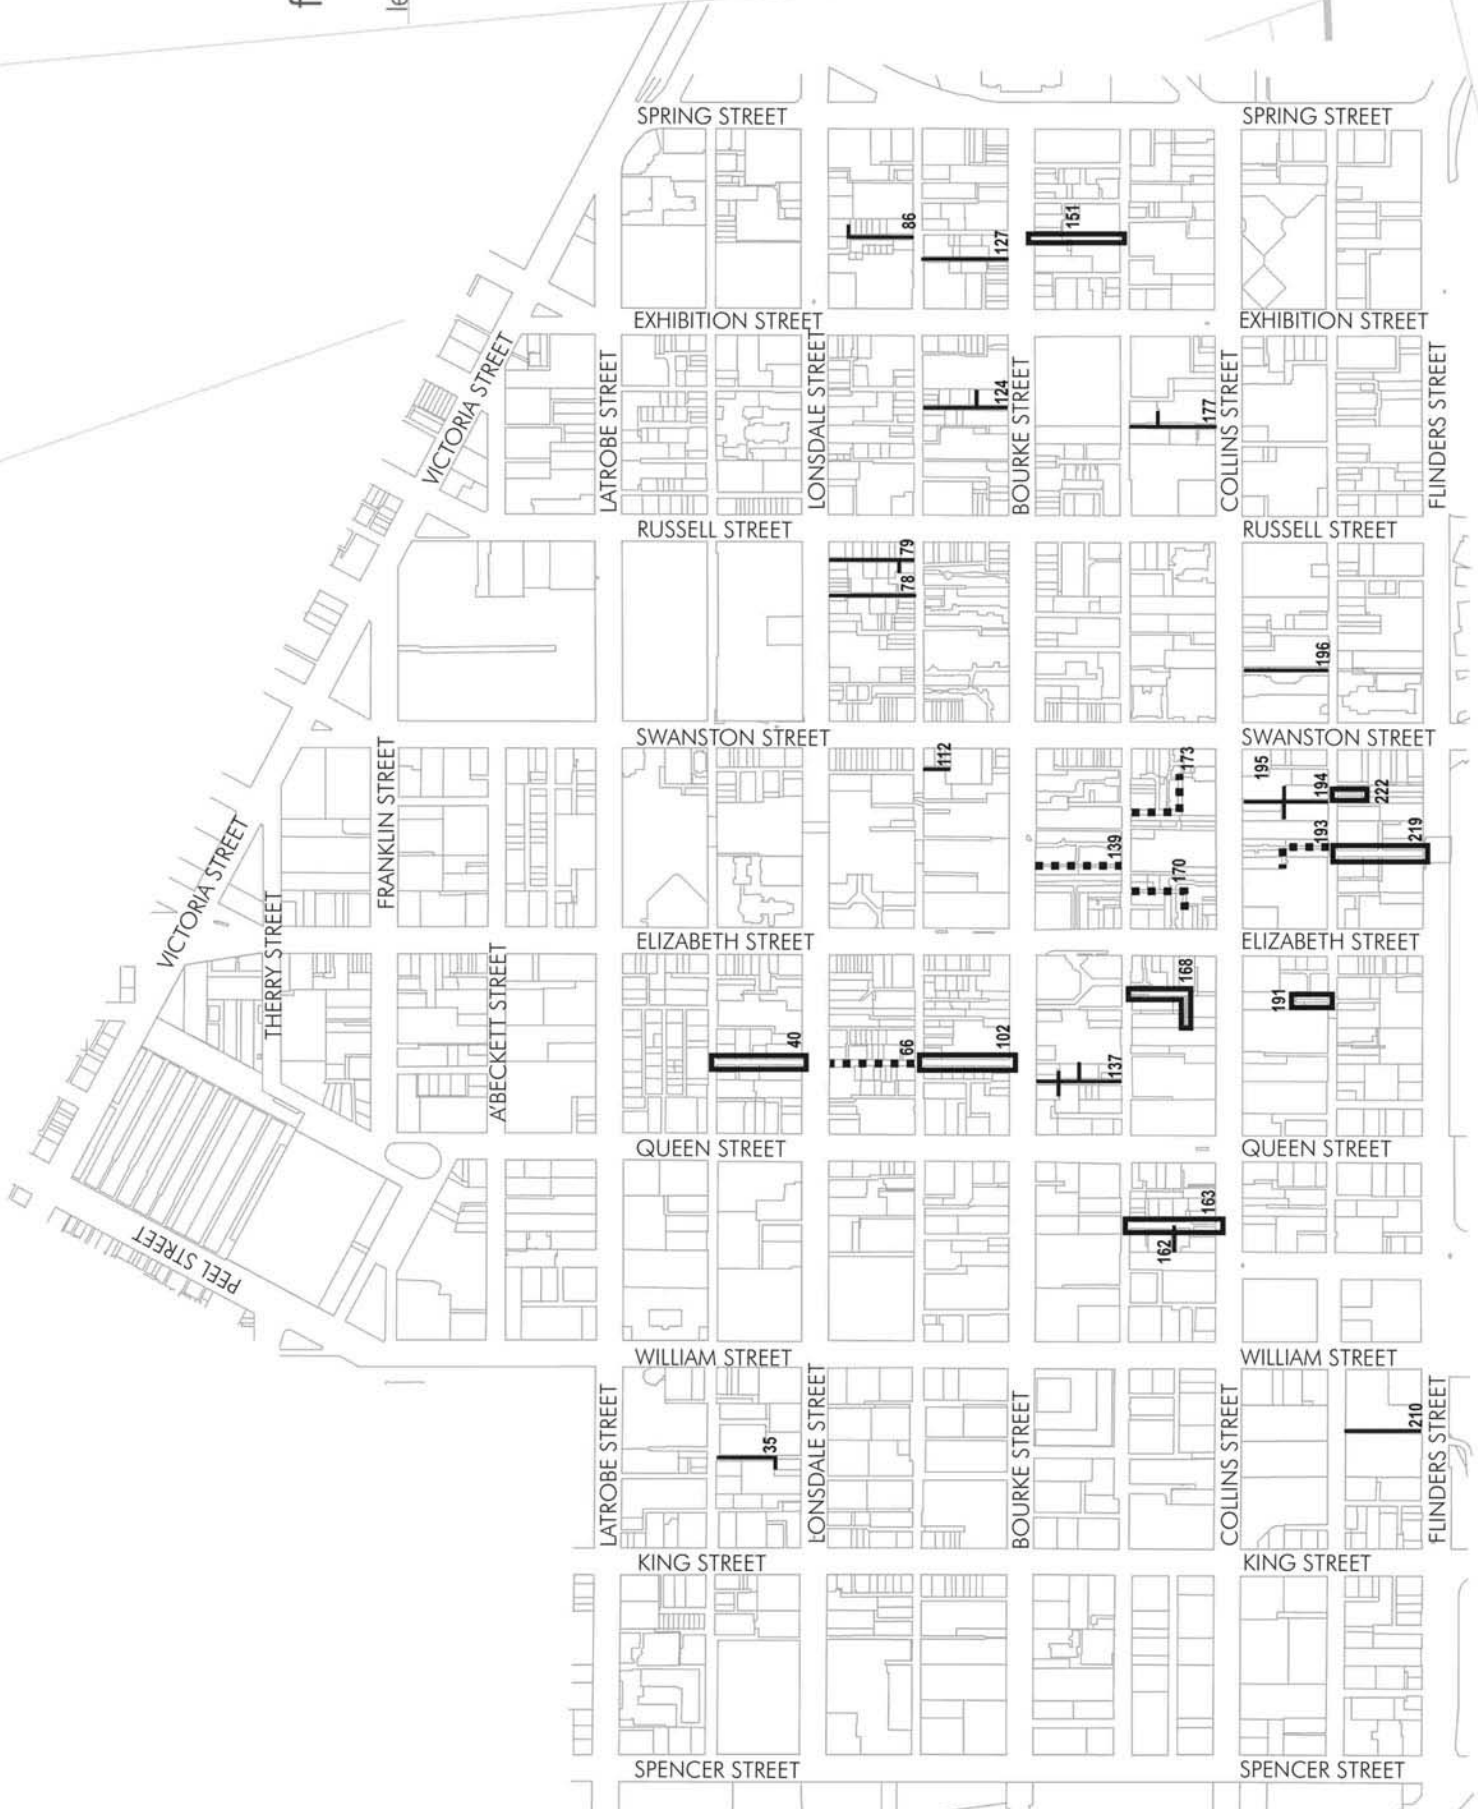 SPRING STREET
SPRING STREET
86
127
151
EXHIBITION STREET
EXHIBITION STREET
VICTORIA STREET
LATROBE STREET
LONSDALE STREET
124
BOURKE STREET
177
COLLINS STREET
FLINDERS STREET
RUSSELL STREET
RUSSELL STREET
79
78
196
SWANSTON STREET
SWANSTON STREET
FRANKLIN STREET
112
173
195
194
222
193
219
139
170
VICTORIA STREET
THERRY STREET
ELIZABETH STREET
ELIZABETH STREET
A'BECKETT STREET
168
191
40
66
102
137
QUEEN STREET
QUEEN STREET
163
162
PEEL STREET
WILLIAM STREET
WILLIAM STREET
LATROBE STREET
35
LONSDALE STREET
BOURKE STREET
COLLINS STREET
210
FLINDERS STREET
KING STREET
KING STREET
SPENCER STREET
SPENCER STREET